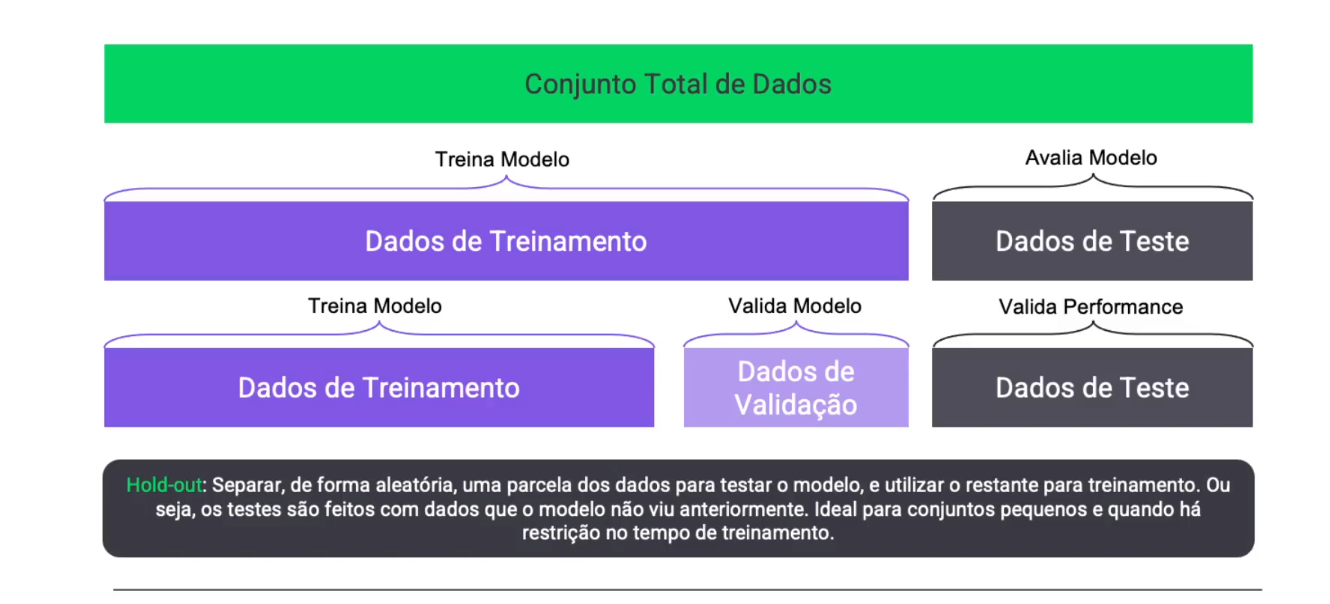 Conjunto Total de Dados
Treina Modelo
Avalia Modelo
Dados de Treinamento
Dados de Teste
Treina Modelo
Valida Modelo
Valida Performance
Dados de Treinamento
Dados de
Validação
Dados de Teste
Hold-out: Separar, de forma aleatória, uma parcela dos dados para testar o modelo, e utilizar o restante para treinamento. Ou
seja, os testes são feitos com dados que o modelo não viu anteriormente. Ideal para conjuntos pequenos e quando há
restrição no tempo de treinamento.